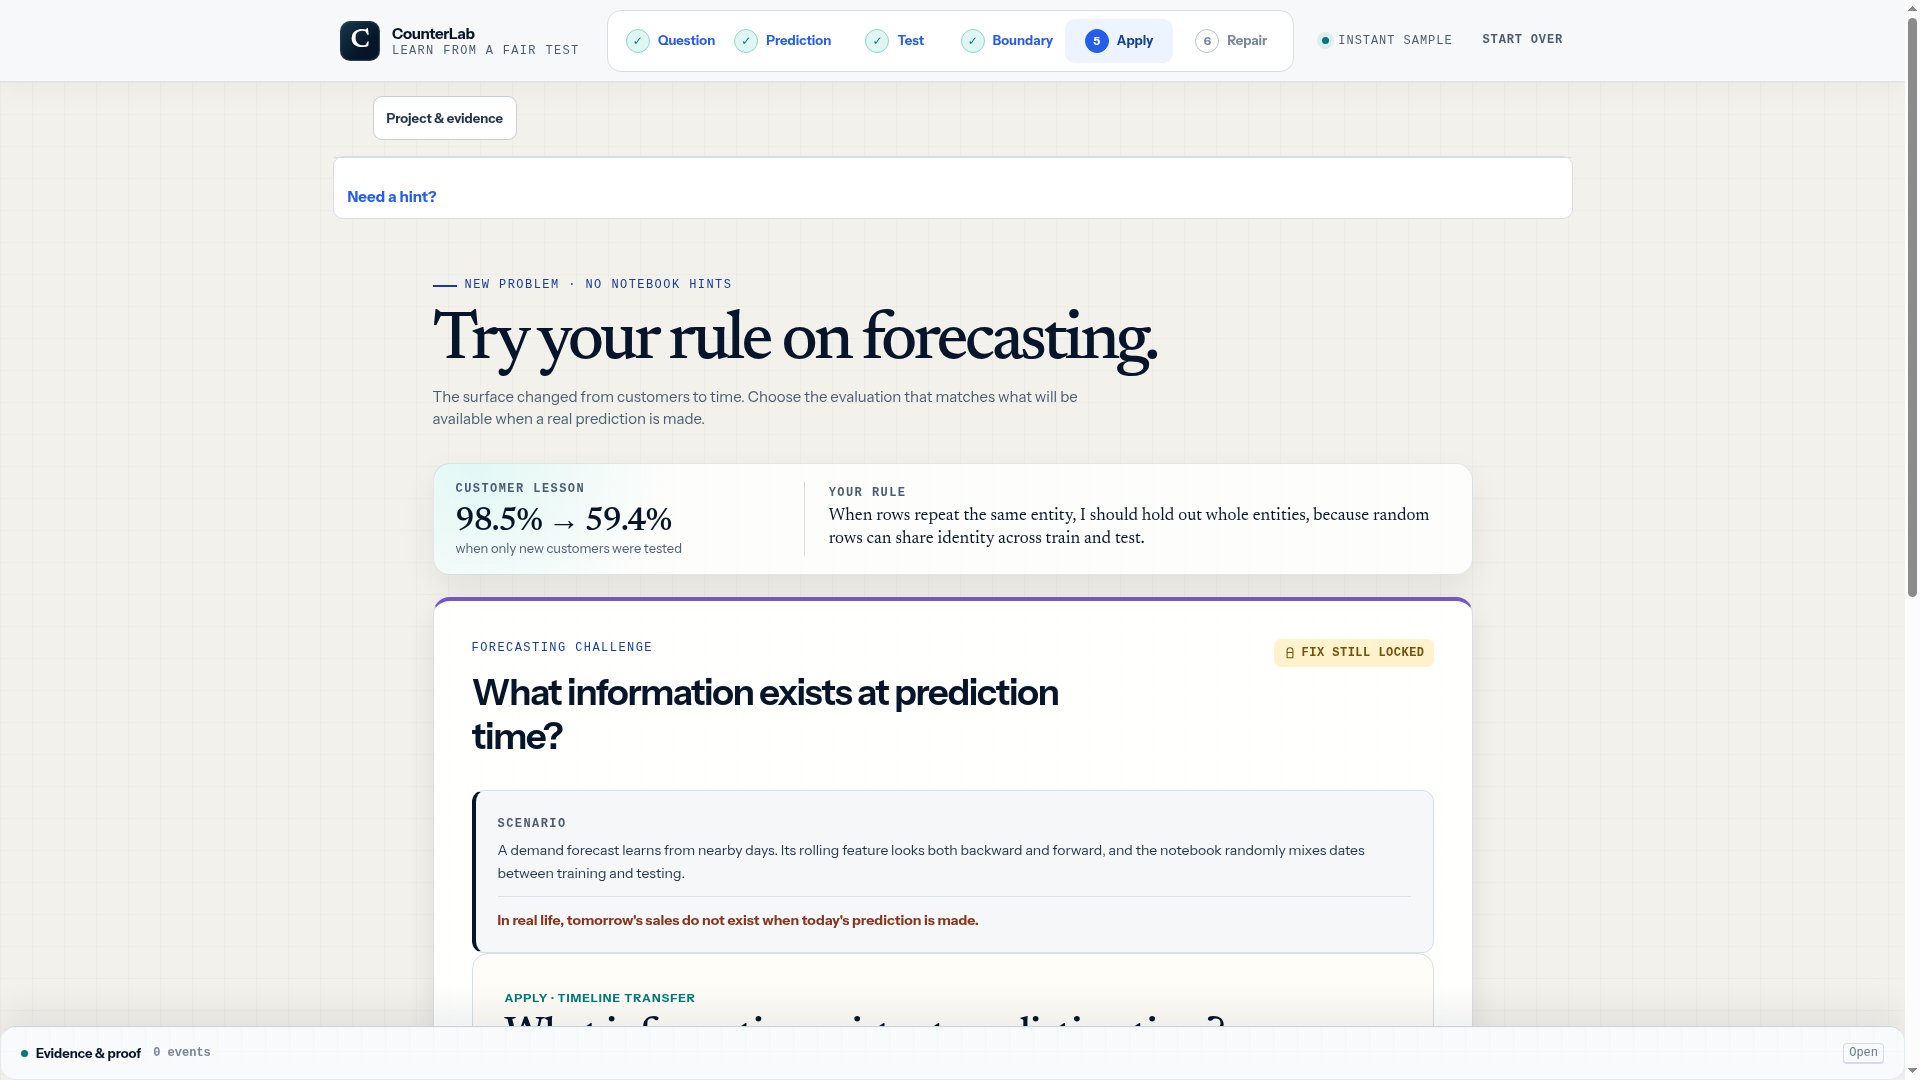 C
CounterLab
LEARN FROM A FAIR TEST
✓ Question
✓ Prediction
✓ Test
✓ Boundary
5 Apply
6 Repair
INSTANT SAMPLE
START OVER
Project & evidence
Need a hint?
NEW PROBLEM · NO NOTEBOOK HINTS
Try your rule on forecasting.
The surface changed from customers to time. Choose the evaluation that matches what will be
available when a real prediction is made.
CUSTOMER LESSON
98.5% → 59.4%
when only new customers were tested
YOUR RULE
When rows repeat the same entity, I should hold out whole entities, because random
rows can share identity across train and test.
FORECASTING CHALLENGE
FIX STILL LOCKED
What information exists at prediction
time?
SCENARIO
A demand forecast learns from nearby days. Its rolling feature looks both backward and forward, and the notebook randomly mixes dates
between training and testing.
In real life, tomorrow's sales do not exist when today's prediction is made.
APPLY · TIMELINE TRANSFER
What information exists at prediction time?
Evidence & proof
0 events
Open